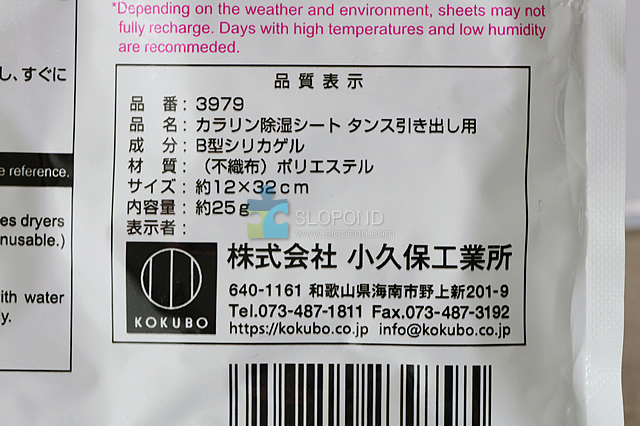 *Depending on the weather and environment, sheets may not
fully recharge. Days with high temperatures and low humidity
are recommeded.
し、すぐに
e reference.
es dryers
nusable.)
ith water
y.
品質表示
品 番：3979
品 名：カラリン除湿シート タンス引き出し用
成 分：B型シリカゲル
材 質：（不織布）ポリエステル
サイズ：約12×32cm
内容量：約25g
表示者：
SLOPOND
www.slopond.com
KOKUBO
株式会社 小久保工業所
640-1161 和歌山県海南市野上新201-9
Tel.073-487-1811 Fax.073-487-3192
https://kokubo.co.jp info@kokubo.co.jp